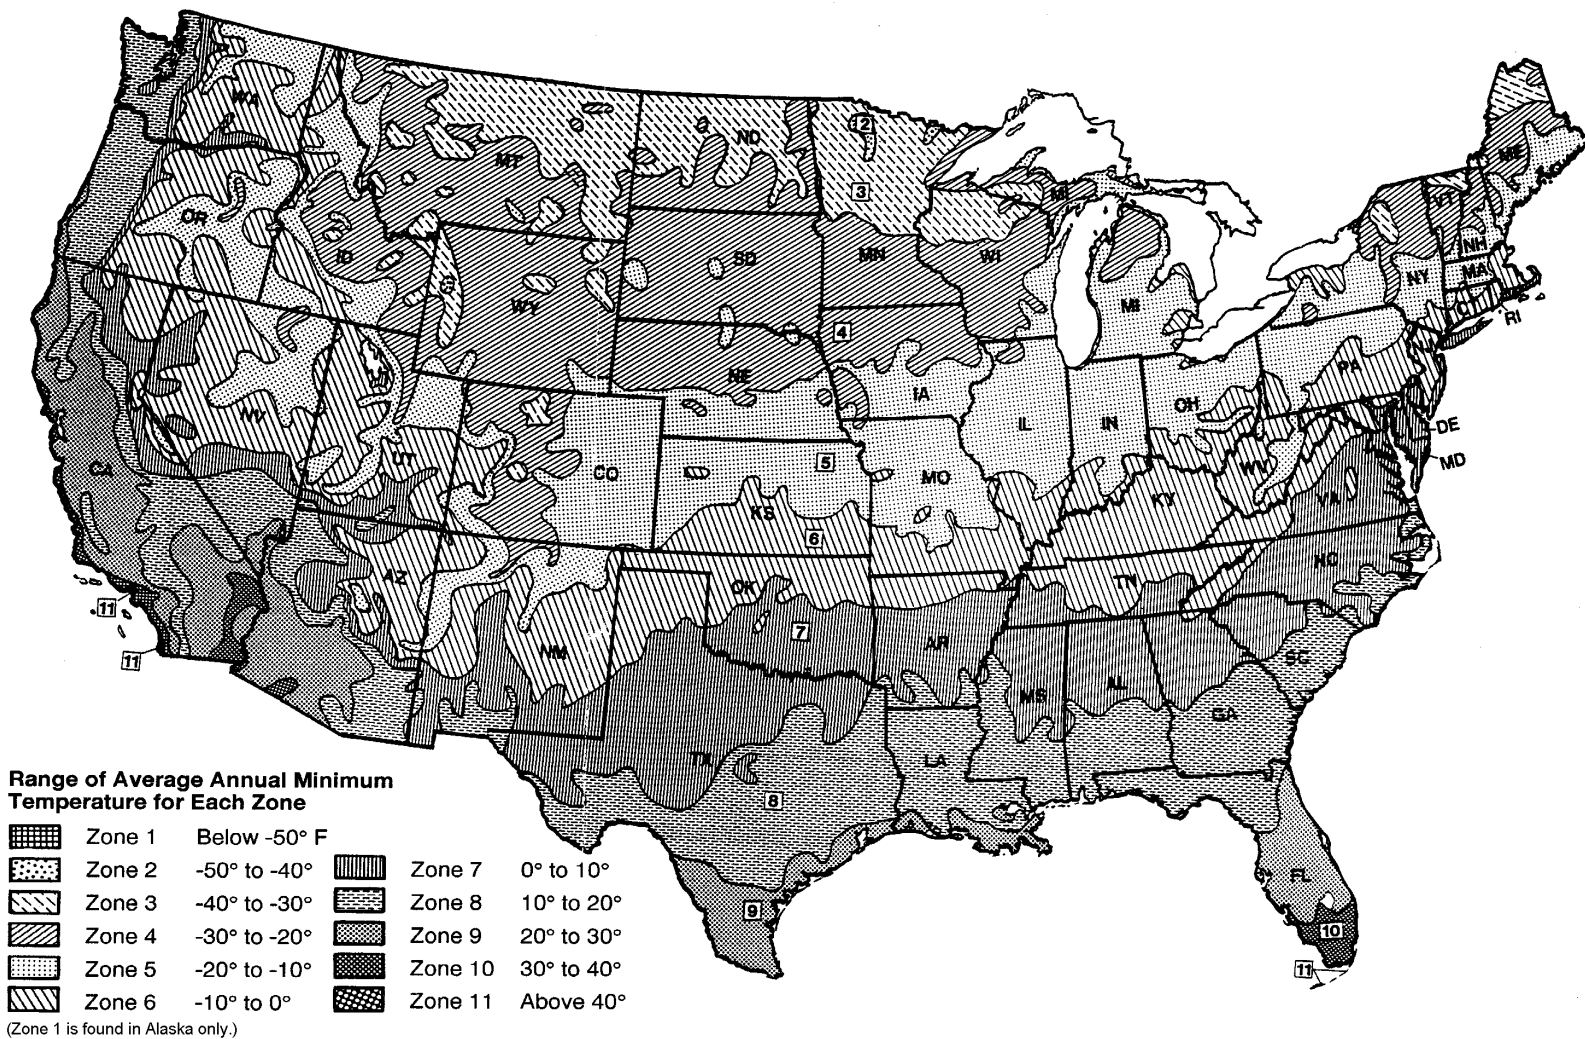 WA
MT
ND
2
3
ME
VT
NH
MA
CT
RI
NY
OR
ID
WY
SD
MN
WI
MI
MI
4
NE
IA
PA
NJ
NV
UT
CO
IL
IN
OH
DE
MD
CA
5
MO
KS
6
KY
WV
VA
AZ
NM
OK
7
AR
TN
NC
11
11
MS
AL
GA
SC
TX
8
LA
9
FL
10
11
Range of Average Annual Minimum
Temperature for Each Zone
Zone 1 Below -50° F
Zone 2 -50° to -40°
Zone 3 -40° to -30°
Zone 4 -30° to -20°
Zone 5 -20° to -10°
Zone 6 -10° to 0°
Zone 7 0° to 10°
Zone 8 10° to 20°
Zone 9 20° to 30°
Zone 10 30° to 40°
Zone 11 Above 40°
(Zone 1 is found in Alaska only.)